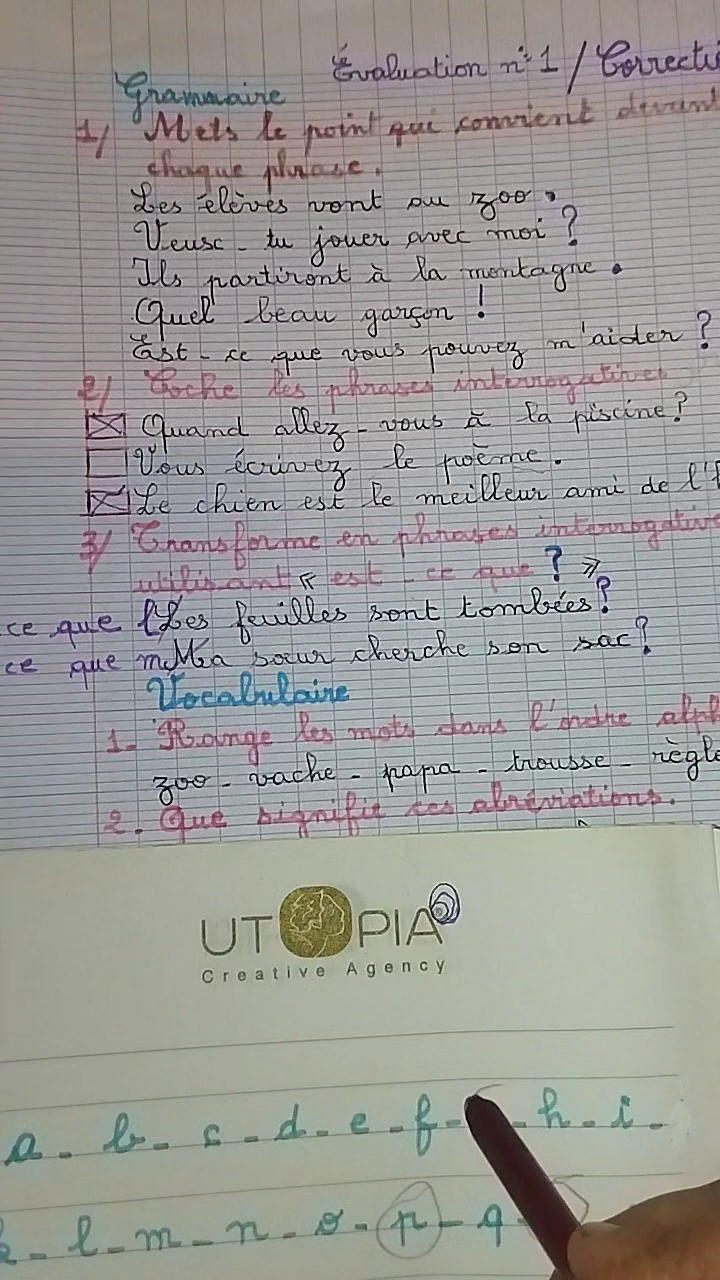 Évaluation n°1 / Correcti
Grammaire
1/ Mets le point qui convient devant
chaque phrase.
Les élèves vont au zoo.
Veux-tu jouer avec moi ?
Ils partiront à la montagne.
Quel beau garçon !
Est-ce que vous pouvez m'aider ?
2/ Coche les phrases interrogatives
Quand allez-vous à la piscine ?
Vous écrivez le poème.
Le chien est le meilleur ami de l'
3/ Transforme en phrases interrogative
utilisant « est-ce que ? »
ce que l Les feuilles sont tombées ?
ce que m Ma sœur cherche son sac ?
Vocabulaire
1. Range les mots dans l'ordre alph
zoo - vache - papa - trousse - règle
2. Que signifie ces abréviations.
UTOPIA
Creative Agency
a - b - c - d - e - f - - h - i -
- l - m - n - o - p - q -